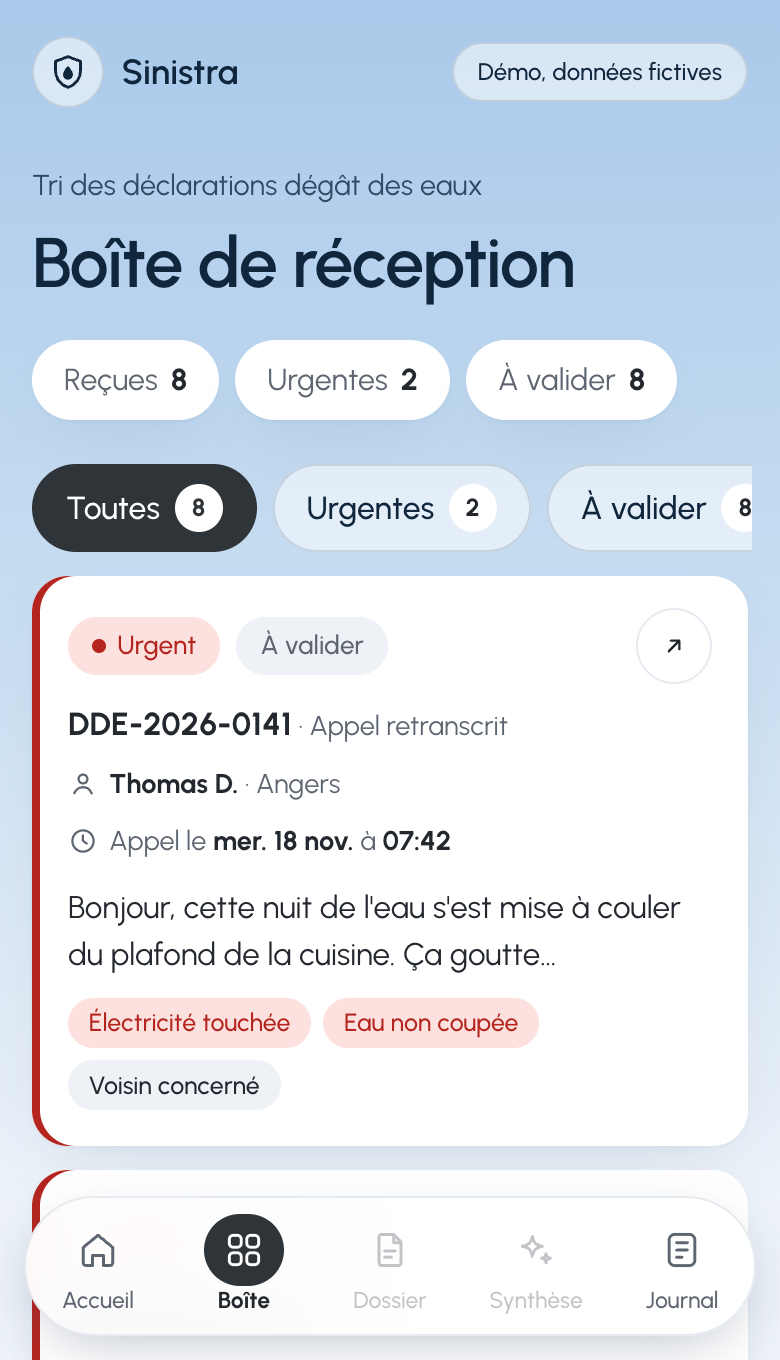 Sinistra
Démo, données fictives
Tri des déclarations dégât des eaux
Boîte de réception
Reçues 8
Urgentes 2
À valider 8
Toutes 8
Urgentes 2
À valider 8
Urgent
À valider
DDE-2026-0141 · Appel retranscrit
Thomas D. · Angers
Appel le mer. 18 nov. à 07:42
Bonjour, cette nuit de l'eau s'est mise à couler
du plafond de la cuisine. Ça goutte...
Électricité touchée
Eau non coupée
Voisin concerné
Accueil
Boîte
Dossier
Synthèse
Journal